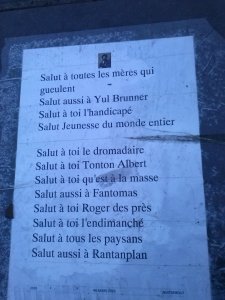 Salut à toutes les mères qui
gueulent
Salut aussi à Yul Brunner
Salut à toi l'handicapé
Salut Jeunesse du monde entier
Salut à toi le dromadaire
Salut à toi Tonton Albert
Salut à toi qu'est à la masse
Salut aussi à Fantomas
Salut à toi Roger des près
Salut à toi l'endimanché
Salut à tous les paysans
Salut aussi à Rantanplan